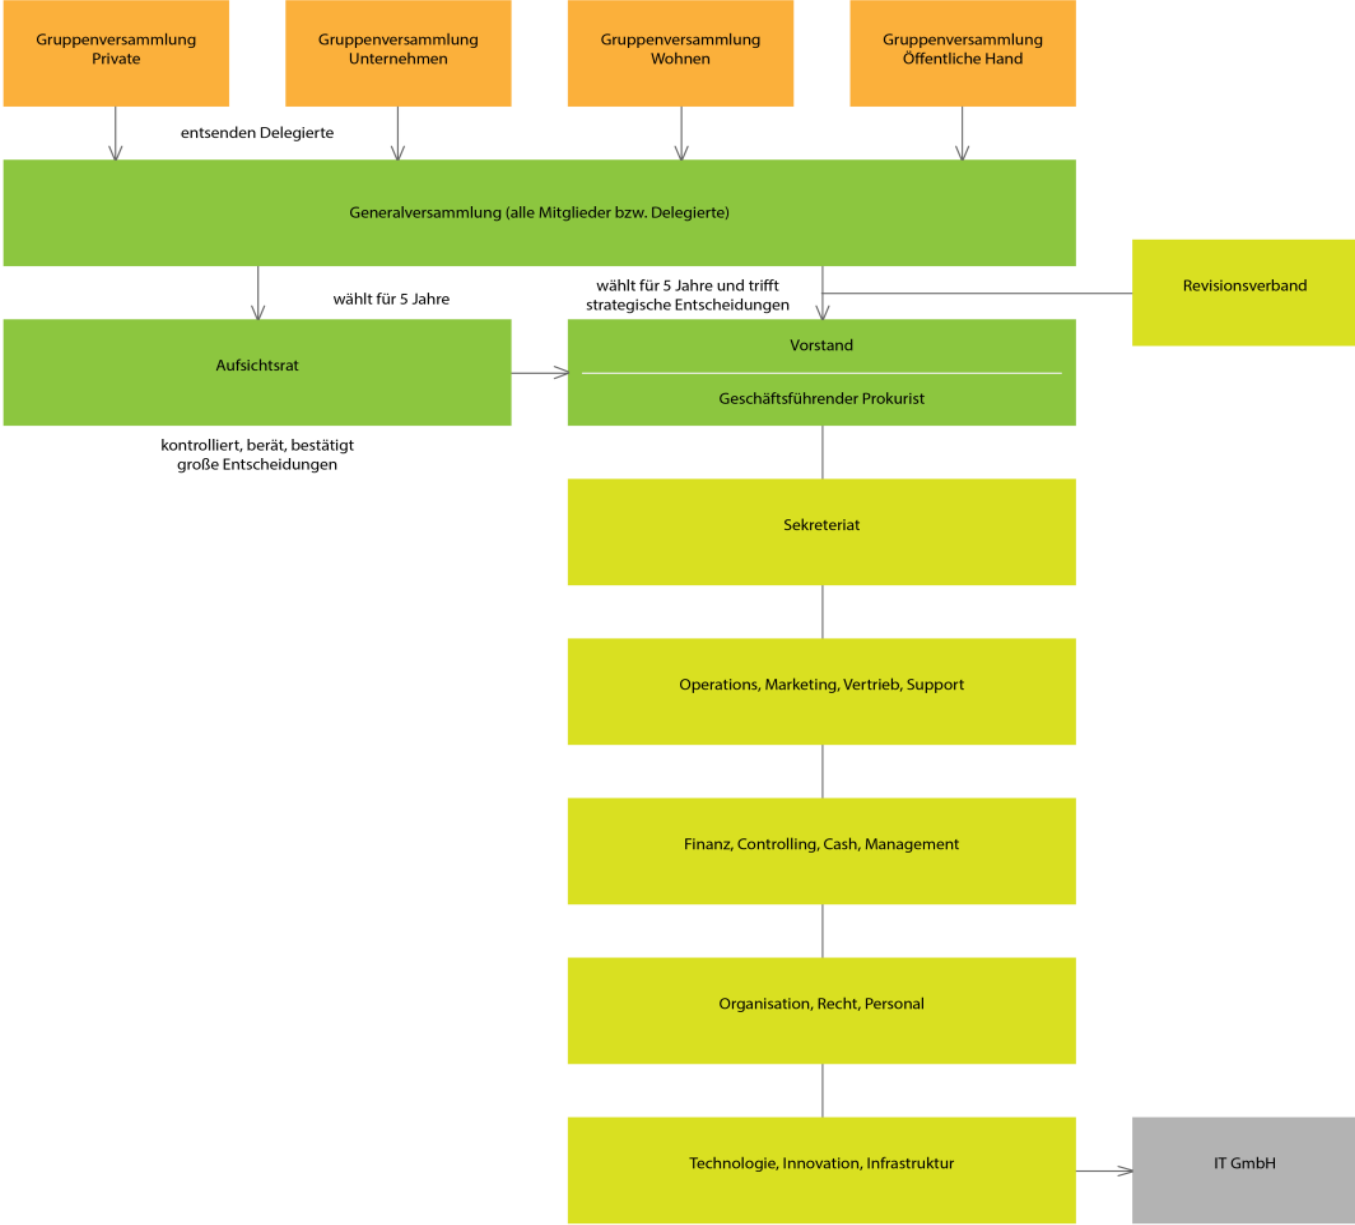 Gruppenversammlung
Private
Gruppenversammlung
Unternehmen
Gruppenversammlung
Wohnen
Gruppenversammlung
Öffentliche Hand
entsenden Delegierte
Generalversammlung (alle Mitglieder bzw. Delegierte)
wählt für 5 Jahre
wählt für 5 Jahre und trifft
strategische Entscheidungen
Revisionsverband
Aufsichtsrat
Vorstand
Geschäftsführender Prokurist
kontrolliert, berät, bestätigt
große Entscheidungen
Sekreteriat
Operations, Marketing, Vertrieb, Support
Finanz, Controlling, Cash, Management
Organisation, Recht, Personal
Technologie, Innovation, Infrastruktur
IT GmbH